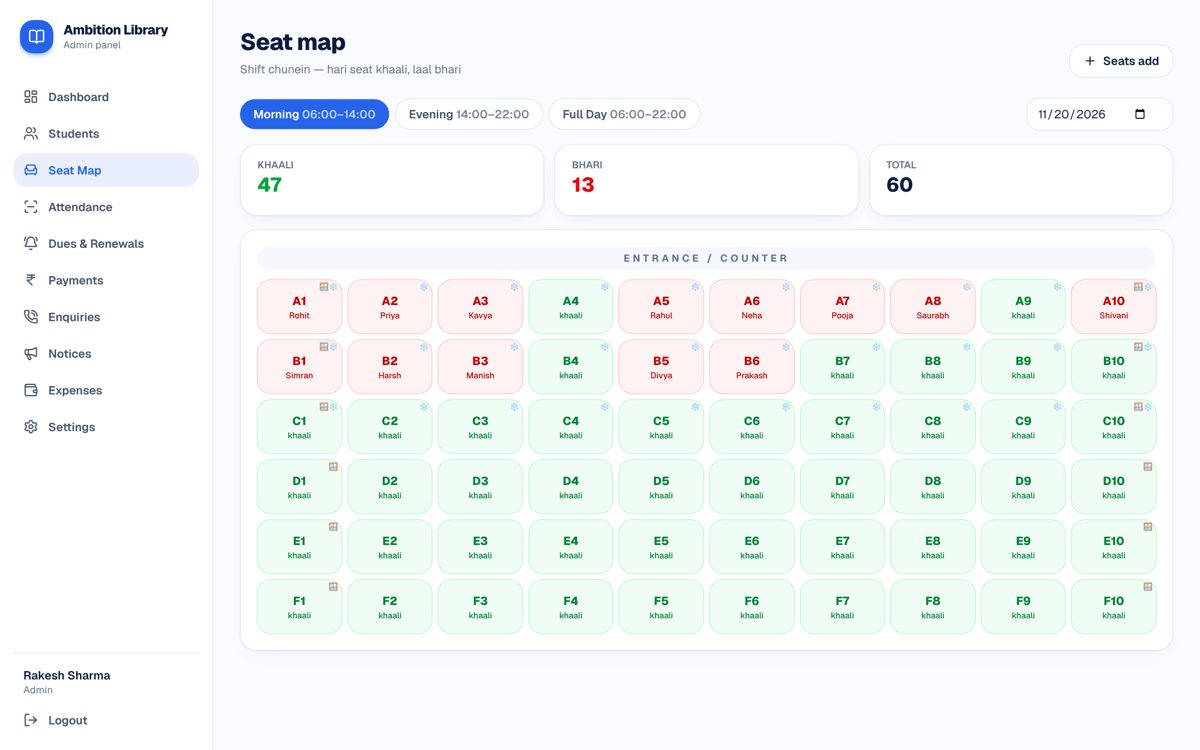 Ambition Library
Admin panel
Dashboard
Students
Seat Map
Attendance
Dues & Renewals
Payments
Enquiries
Notices
Expenses
Settings
Rakesh Sharma
Admin
Logout
Seat map
Shift chunein — hari seat khaali, laal bhari
+ Seats add
Morning 06:00–14:00 Evening 14:00–22:00 Full Day 06:00–22:00 11/20/2026
KHAALI BHARI TOTAL
47 13 60
ENTRANCE / COUNTER
A1 A2 A3 A4 A5 A6 A7 A8 A9 A10
Rohit Priya Kavya khaali Rahul Neha Pooja Saurabh khaali Shivani
B1 B2 B3 B4 B5 B6 B7 B8 B9 B10
Simran Harsh Manish khaali Divya Prakash khaali khaali khaali khaali
C1 C2 C3 C4 C5 C6 C7 C8 C9 C10
khaali khaali khaali khaali khaali khaali khaali khaali khaali khaali
D1 D2 D3 D4 D5 D6 D7 D8 D9 D10
khaali khaali khaali khaali khaali khaali khaali khaali khaali khaali
E1 E2 E3 E4 E5 E6 E7 E8 E9 E10
khaali khaali khaali khaali khaali khaali khaali khaali khaali khaali
F1 F2 F3 F4 F5 F6 F7 F8 F9 F10
khaali khaali khaali khaali khaali khaali khaali khaali khaali khaali